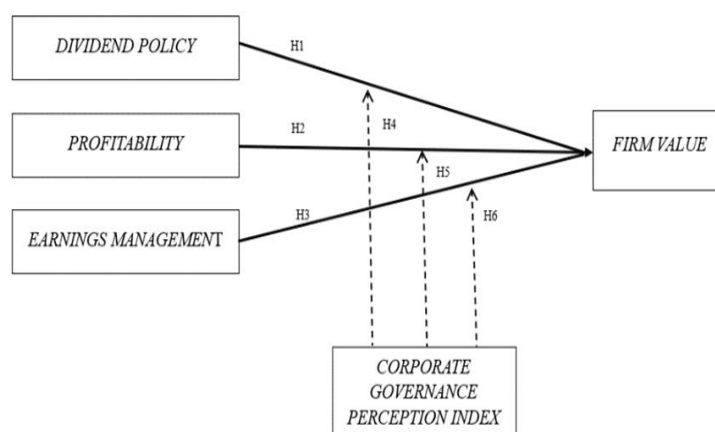 DIVIDEND POLICY
H1
H4
PROFITABILITY
H2
H5
FIRM VALUE
EARNINGS MANAGEMENT
H3
H6
CORPORATE
GOVERNANCE
PERCEPTION INDEX